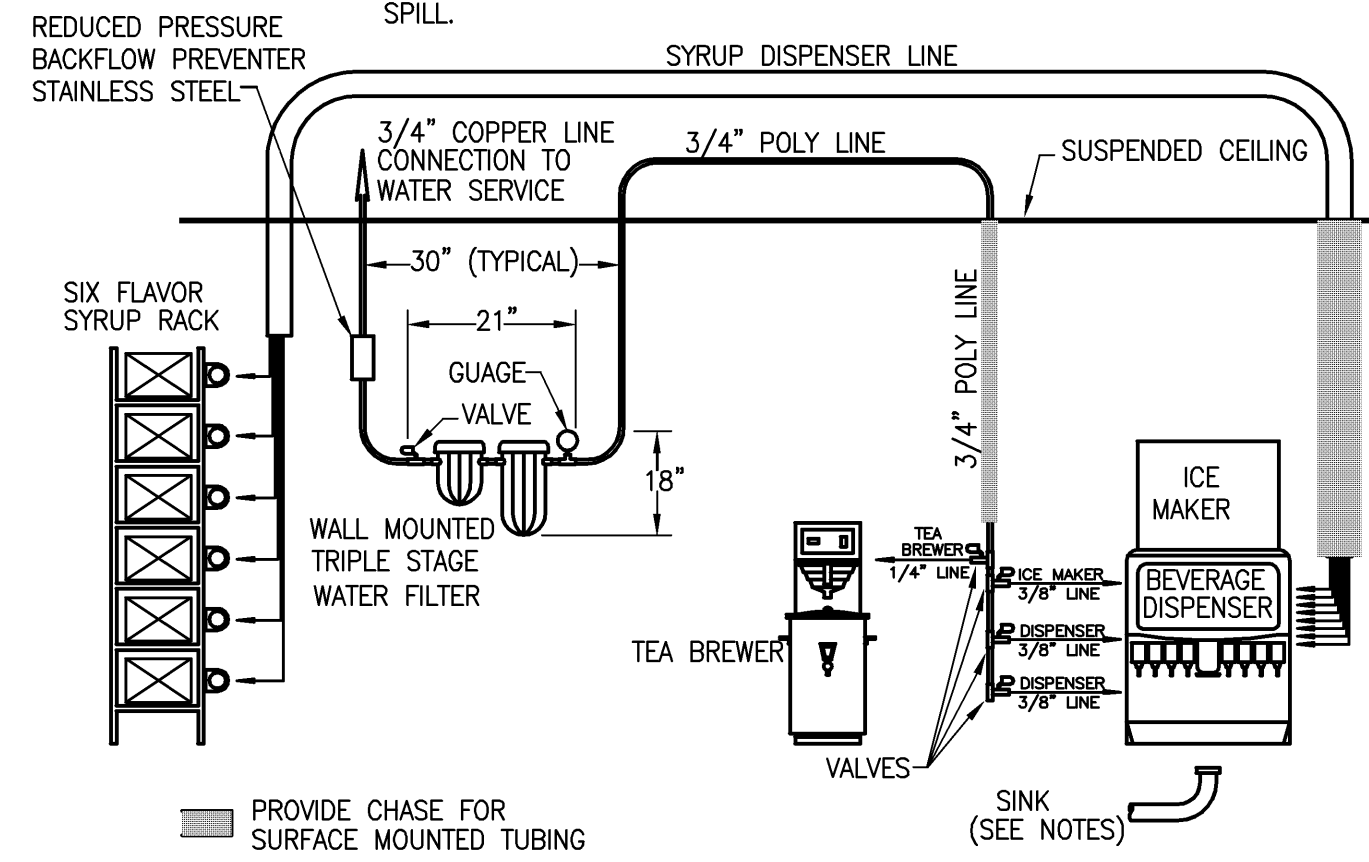 SPILL.
REDUCED PRESSURE
BACKFLOW PREVENTER
STAINLESS STEEL
SYRUP DISPENSER LINE
3/4" COPPER LINE
CONNECTION TO
WATER SERVICE
3/4" POLY LINE
SUSPENDED CEILING
30" (TYPICAL)
SIX FLAVOR
SYRUP RACK
21"
GUAGE
VALVE
18"
3/4" POLY LINE
WALL MOUNTED
TRIPLE STAGE
WATER FILTER
ICE
MAKER
TEA
BREWER
1/4" LINE
ICE MAKER
3/8" LINE
BEVERAGE
DISPENSER
TEA BREWER
DISPENSER
3/8" LINE
DISPENSER
3/8" LINE
VALVES
SINK
(SEE NOTES)
PROVIDE CHASE FOR
SURFACE MOUNTED TUBING